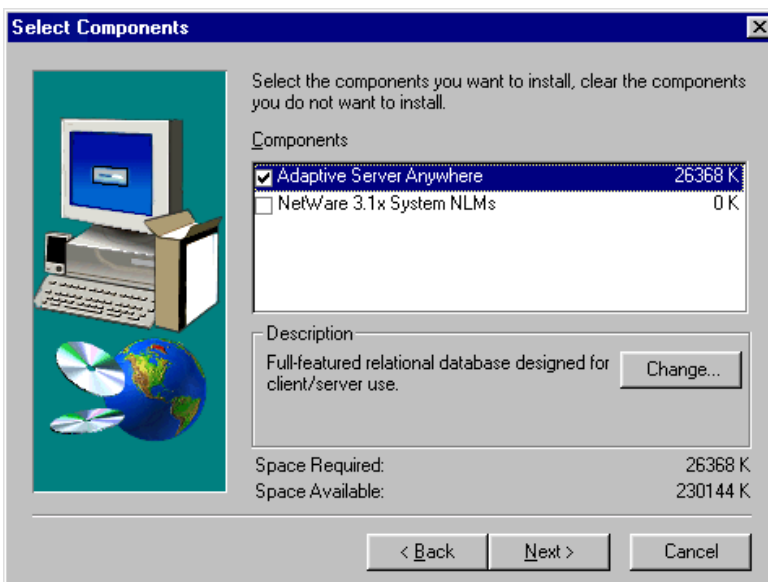 Select Components
Select the components you want to install, clear the components
you do not want to install.
Components
Adaptive Server Anywhere 26368 K
NetWare 3.1x System NLMs 0 K
Description
Full-featured relational database designed for
client/server use.
Change...
Space Required: 26368 K
Space Available: 230144 K
< Back Next > Cancel